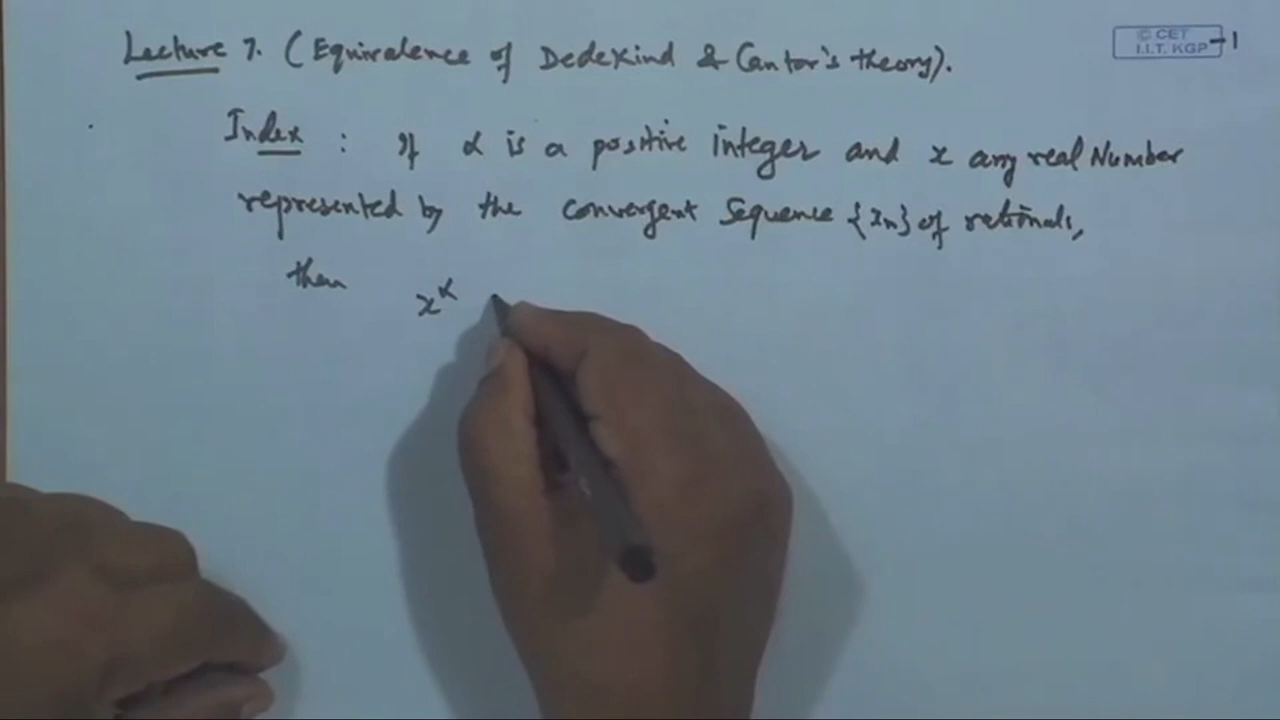 Lecture 7. (Equivalence of Dedekind & Cantor's theory).
© CET
I.I.T. KGP -1
Index : If α is a positive integer and x any real Number
represented by the convergent Sequence {xn} of rationals,
then x^α